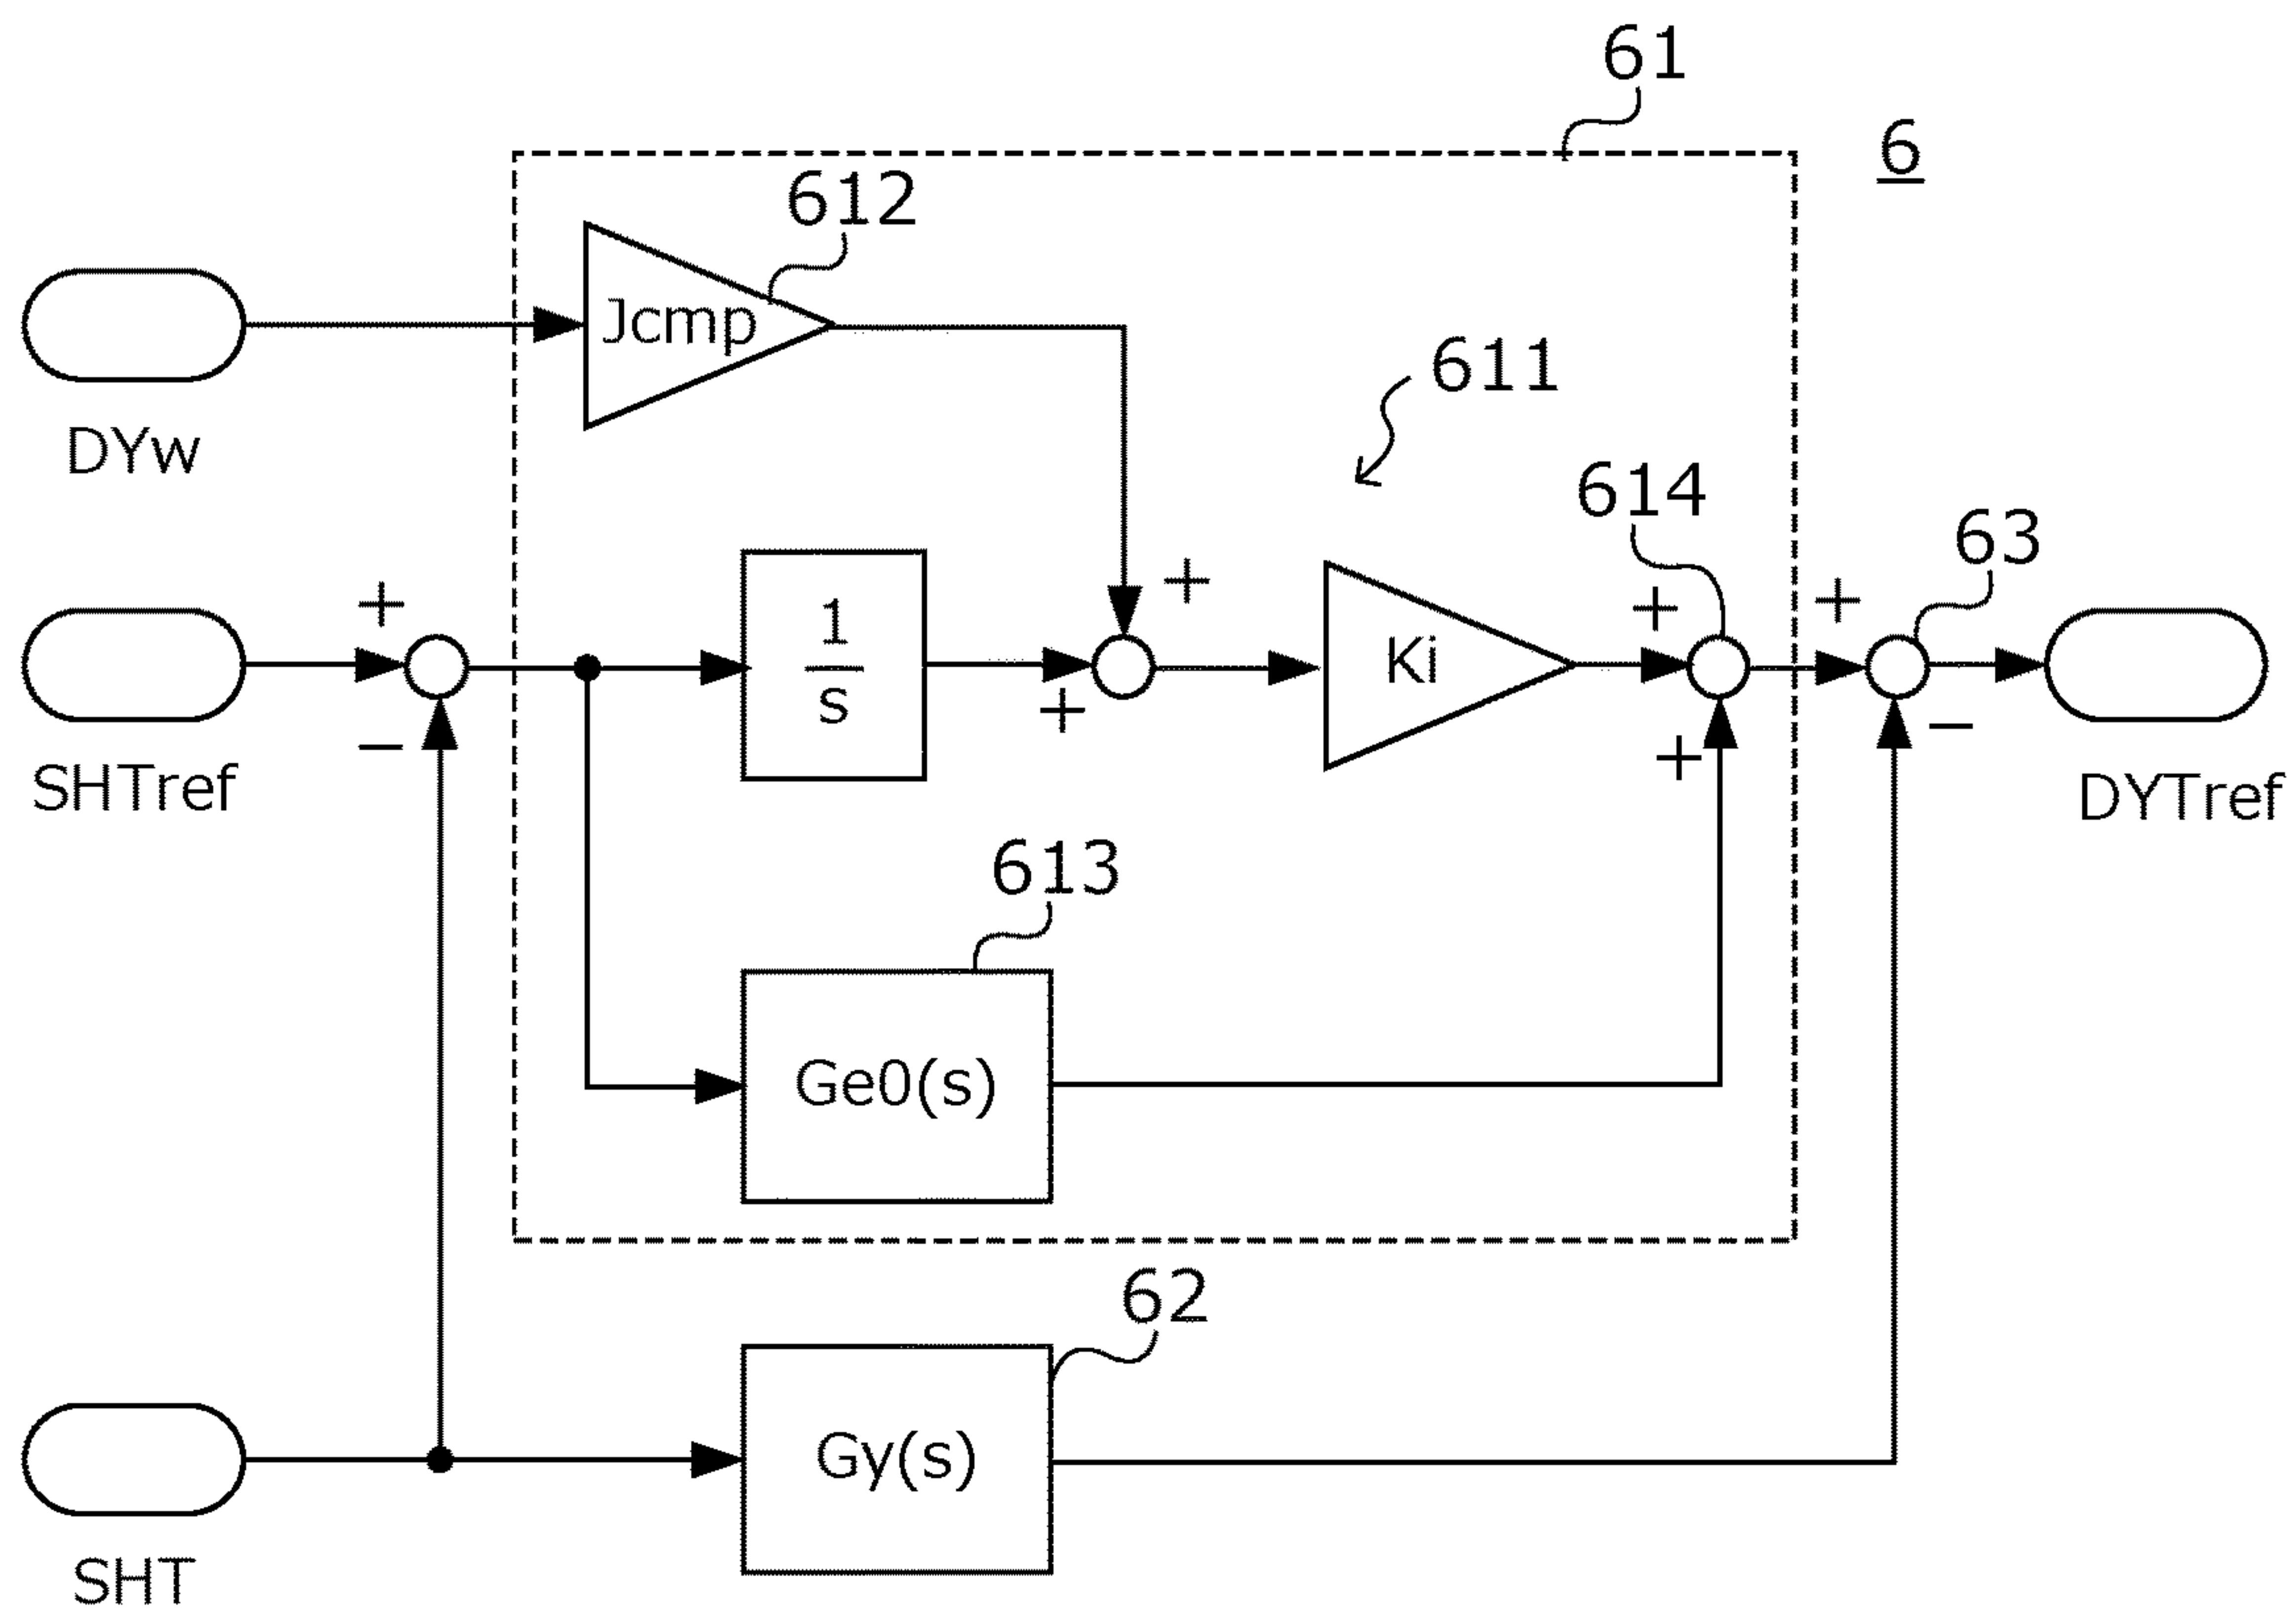 61
6
612
Jcmp
DYw
611
614
63
+
+
+
+
1
s
Ki
+
−
+
−
SHTref
DYTref
613
Ge0(s)
62
Gy(s)
SHT